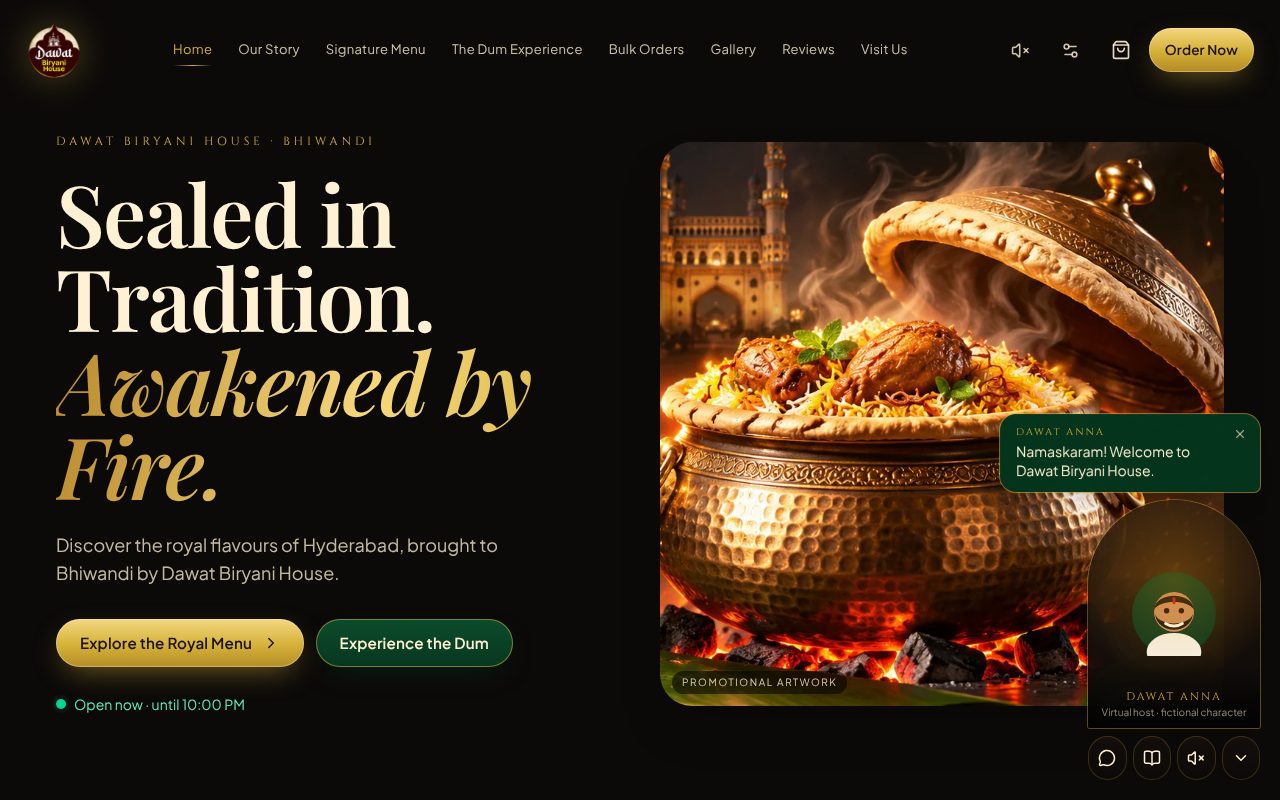 Dawat
Biryani
House
Home
Our Story
Signature Menu
The Dum Experience
Bulk Orders
Gallery
Reviews
Visit Us
Order Now
DAWAT BIRYANI HOUSE · BHIWANDI
Sealed in
Tradition.
Awakened by
Fire.
Discover the royal flavours of Hyderabad, brought to
Bhiwandi by Dawat Biryani House.
Explore the Royal Menu
Experience the Dum
Open now · until 10:00 PM
PROMOTIONAL ARTWORK
DAWAT ANNA
Namaskaram! Welcome to
Dawat Biryani House.
DAWAT ANNA
Virtual host · fictional character